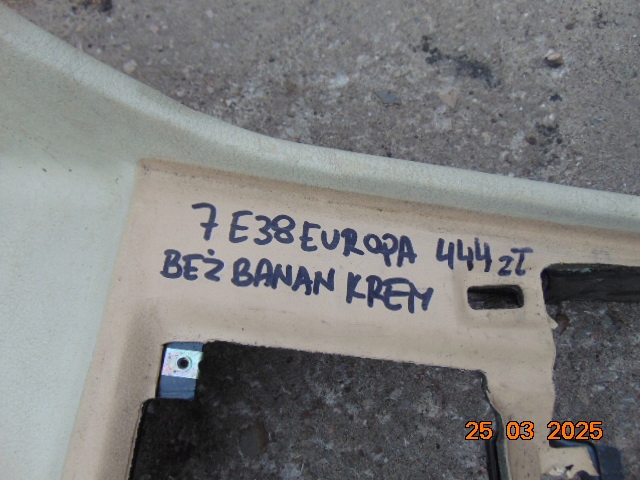 7 E38 EUROPA 444 zł
BEŻ BANAN KREM
25 03 2025